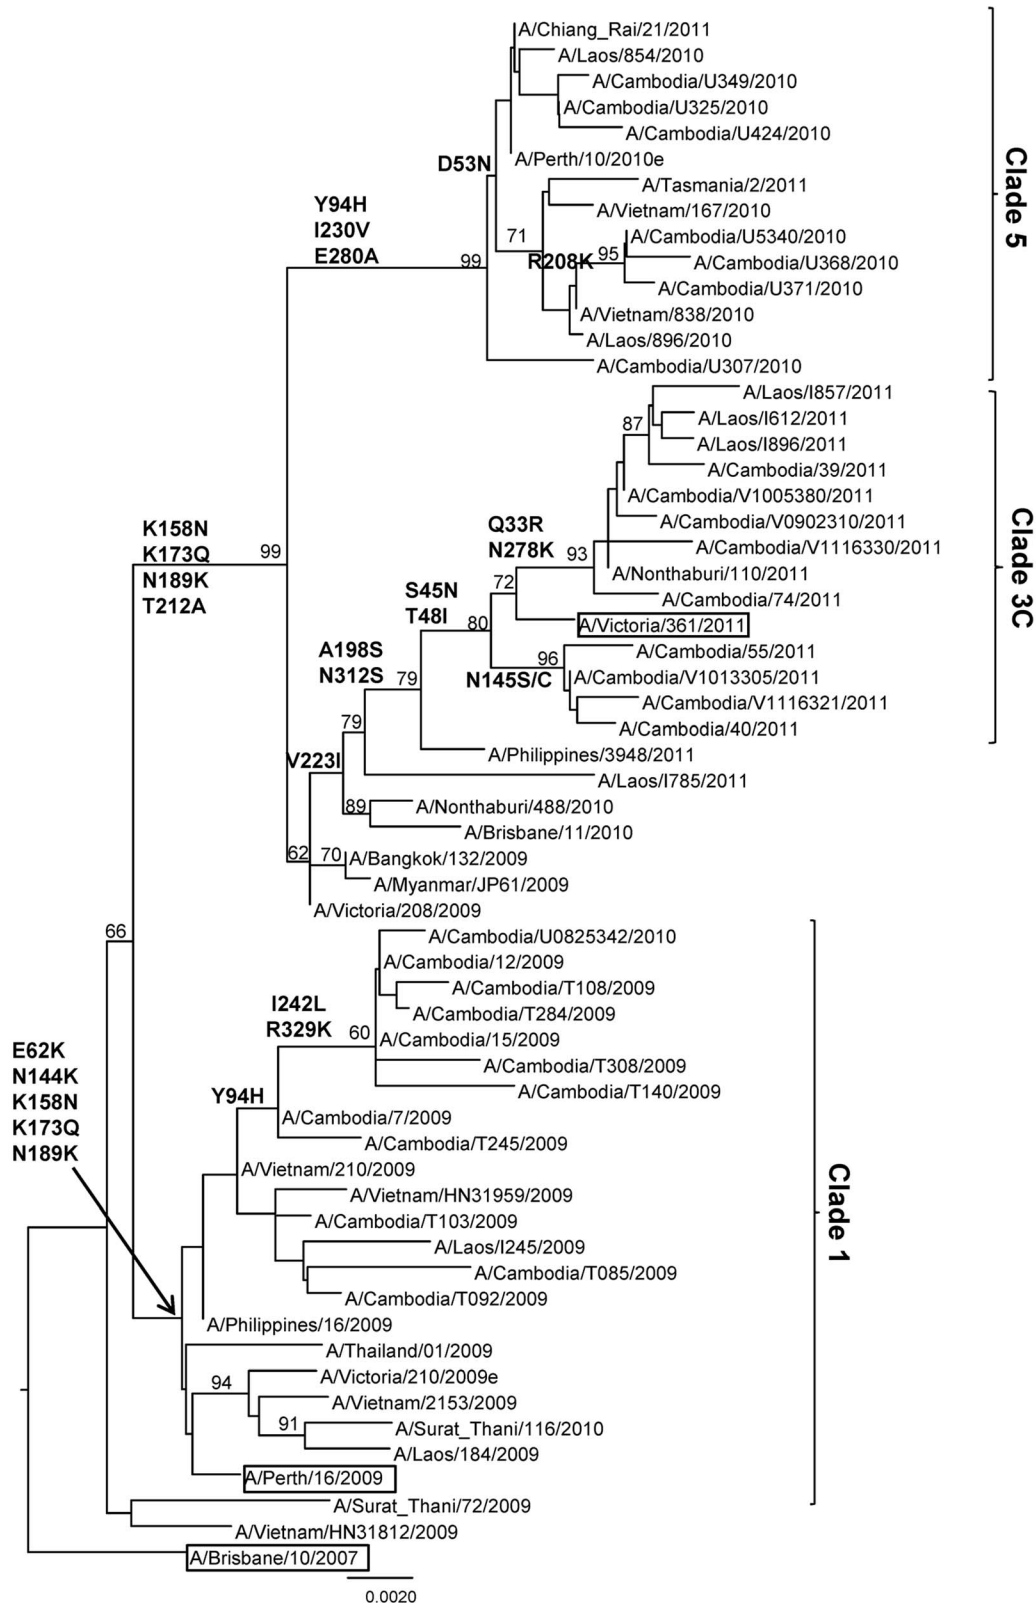 A/Chiang_Rai/21/2011
A/Laos/854/2010
A/Cambodia/U349/2010
A/Cambodia/U325/2010
A/Cambodia/U424/2010
A/Perth/10/2010e
D53N
A/Tasmania/2/2011
Y94H
I230V
E280A
A/Vietnam/167/2010
71
A/Cambodia/U5340/2010
99
R208K
95
A/Cambodia/U368/2010
A/Cambodia/U371/2010
A/Vietnam/838/2010
A/Laos/896/2010
A/Cambodia/U307/2010
Clade 5
A/Laos/I857/2011
A/Laos/I612/2011
87
A/Laos/I896/2011
A/Cambodia/39/2011
A/Cambodia/V1005380/2011
A/Cambodia/V0902310/2011
Q33R
N278K
93
A/Cambodia/V1116330/2011
A/Nonthaburi/110/2011
K158N
K173Q
N189K
T212A
99
72
A/Cambodia/74/2011
S45N
T48I
80
A/Victoria/361/2011
A/Cambodia/55/2011
96
A198S
N312S
79
N145S/C
A/Cambodia/V1013305/2011
A/Cambodia/V1116321/2011
A/Cambodia/40/2011
Clade 3C
79
A/Philippines/3948/2011
V223I
A/Laos/I785/2011
89
A/Nonthaburi/488/2010
A/Brisbane/11/2010
62
70
A/Bangkok/132/2009
A/Myanmar/JP61/2009
A/Victoria/208/2009
66
A/Cambodia/U0825342/2010
A/Cambodia/12/2009
A/Cambodia/T108/2009
I242L
R329K
60
A/Cambodia/T284/2009
A/Cambodia/15/2009
A/Cambodia/T308/2009
E62K
N144K
K158N
K173Q
N189K
Y94H
A/Cambodia/T140/2009
A/Cambodia/7/2009
A/Cambodia/T245/2009
A/Vietnam/210/2009
A/Vietnam/HN31959/2009
A/Cambodia/T103/2009
A/Laos/I245/2009
A/Cambodia/T085/2009
A/Cambodia/T092/2009
A/Philippines/16/2009
Clade 1
A/Thailand/01/2009
94
A/Victoria/210/2009e
A/Vietnam/2153/2009
91
A/Surat_Thani/116/2010
A/Laos/184/2009
A/Perth/16/2009
A/Surat_Thani/72/2009
A/Vietnam/HN31812/2009
A/Brisbane/10/2007
0.0020